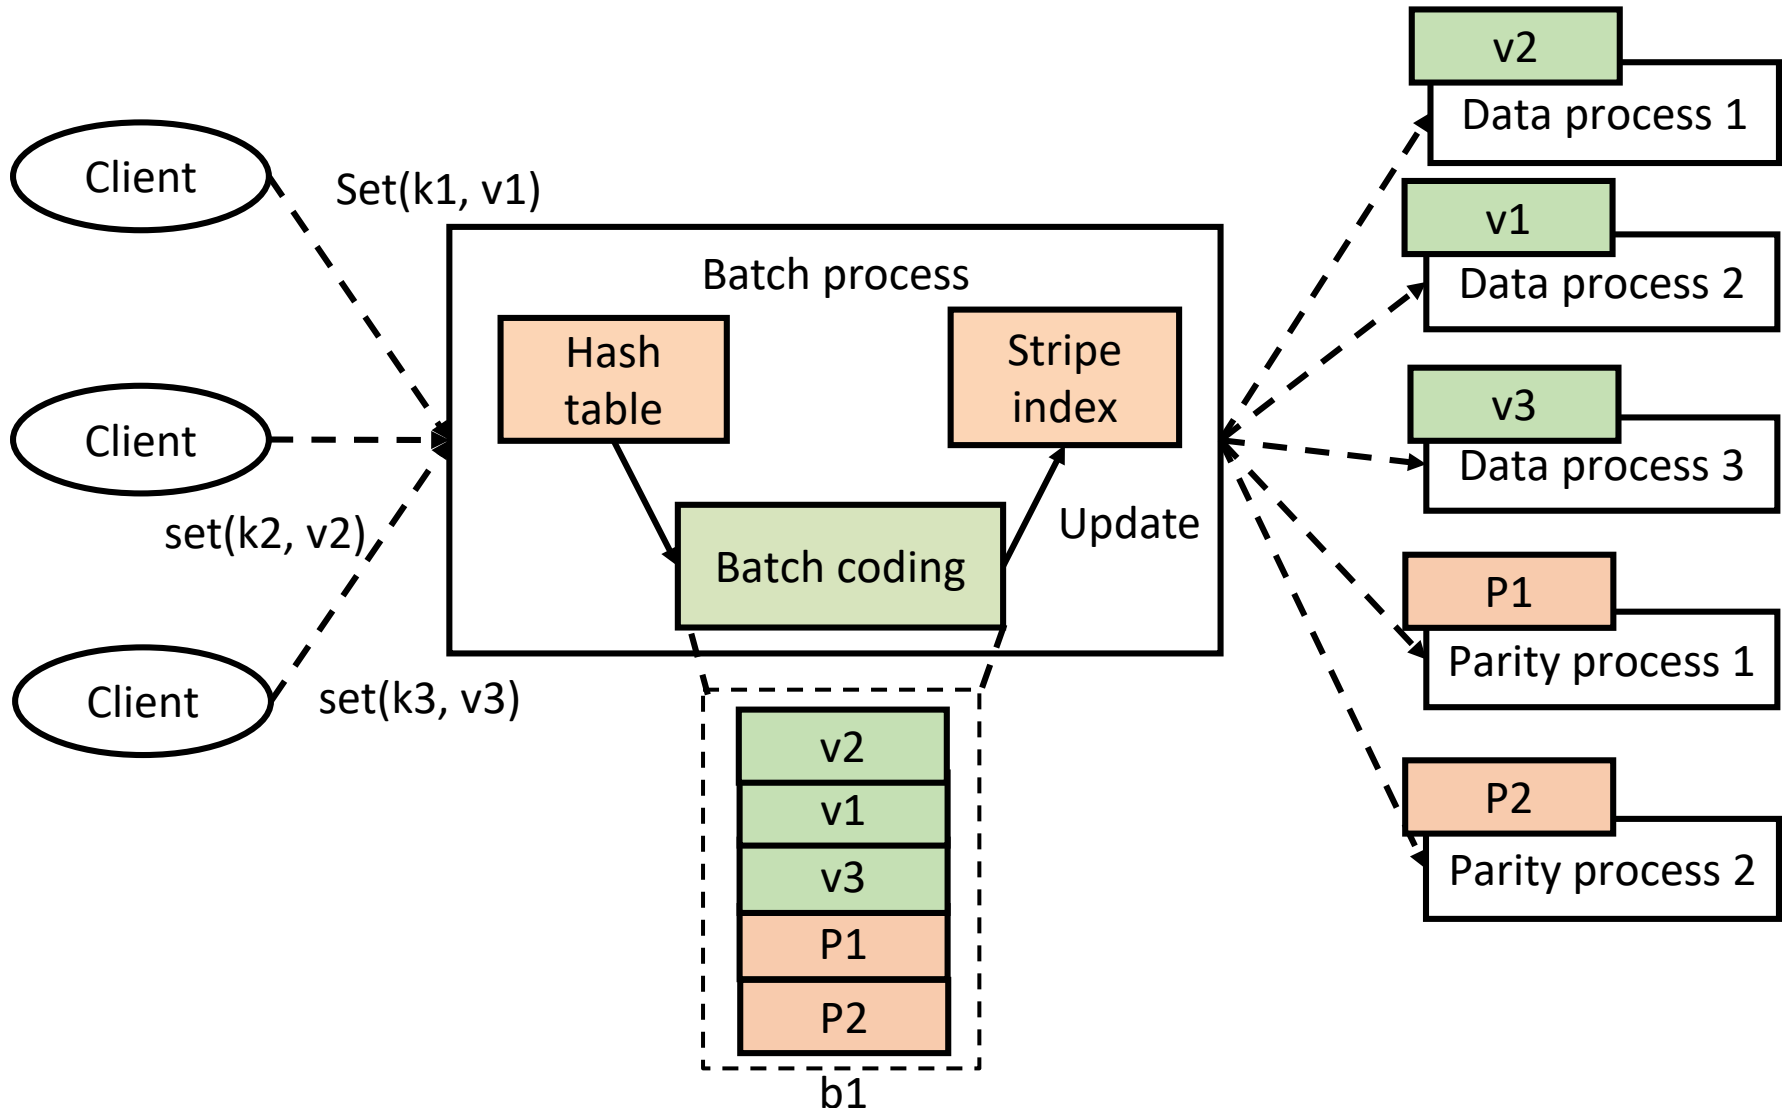 Client
Set(k1, v1)
Client
set(k2, v2)
Client
set(k3, v3)
Batch process
Hash
table
Stripe
index
Batch coding
Update
v2
v1
v3
P1
P2
b1
v2
Data process 1
v1
Data process 2
v3
Data process 3
P1
Parity process 1
P2
Parity process 2